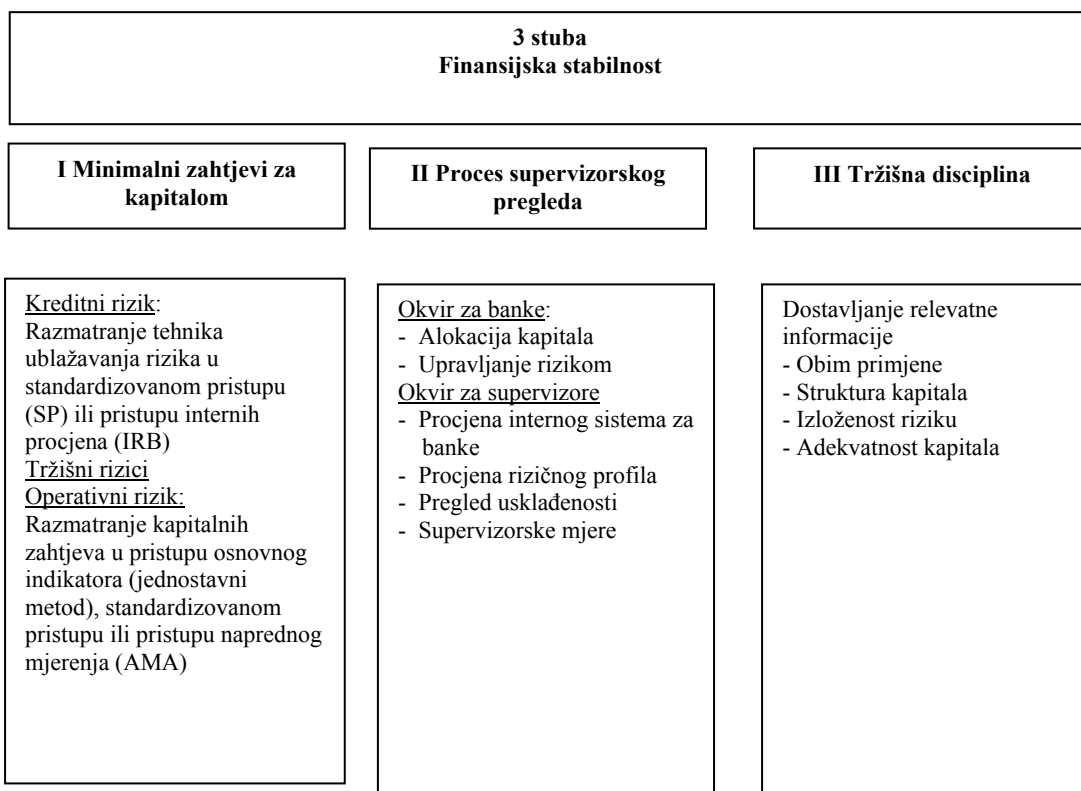 3 stuba
Finansijska stabilnost
I Minimalni zahtjevi za
kapitalom
II Proces supervizorskog
pregleda
III Tržišna disciplina
Kreditni rizik:
Razmatranje tehnika
ublažavanja rizika u
standardizovanom pristupu
(SP) ili pristupu internih
procjena (IRB)
Tržišni rizici
Operativni rizik:
Razmatranje kapitalnih
zahtjeva u pristupu osnovnog
indikatora (jednostavni
metod), standardizovanom
pristupu ili pristupu naprednog
mjerenja (AMA)
Okvir za banke:
- Alokacija kapitala
- Upravljanje rizikom
Okvir za supervizore
- Procjena internog sistema za
banke
- Procjena rizičnog profila
- Pregled usklađenosti
- Supervizorske mjere
Dostavljanje relevatne
informacije
- Obim primjene
- Struktura kapitala
- Izloženost riziku
- Adekvatnost kapitala